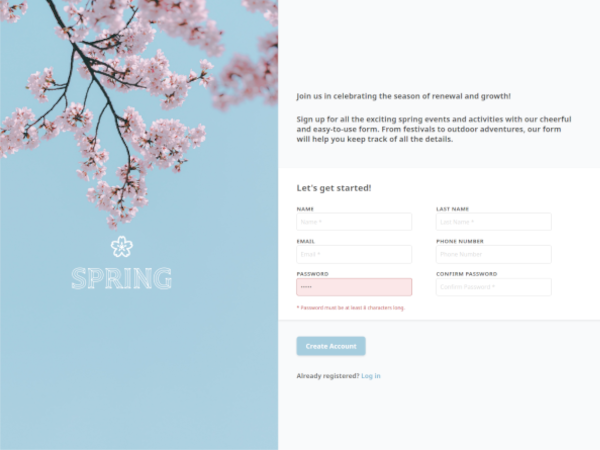 SPRING
Join us in celebrating the season of renewal and growth!
Sign up for all the exciting spring events and activities with our cheerful
and easy-to-use form. From festivals to outdoor adventures, our form
will help you keep track of all the details.
Let's get started!
NAME
LAST NAME
Name *
Last Name *
EMAIL
PHONE NUMBER
Email *
Phone Number
PASSWORD
CONFIRM PASSWORD
•••••
Confirm Password *
* Password must be at least 6 characters long.
Create Account
Already registered? Log in